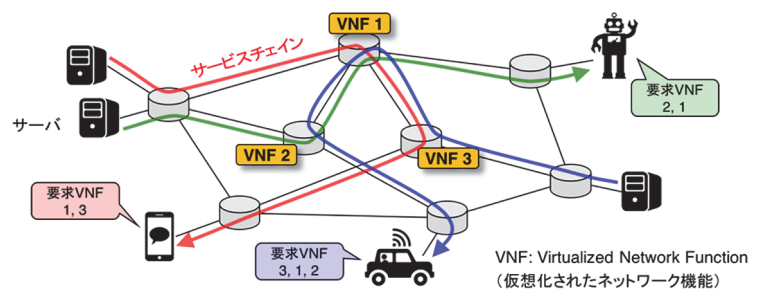 VNF 1
サービスチェイン
要求VNF
2, 1
サーバ
VNF 2
VNF 3
要求VNF
1, 3
要求VNF
3, 1, 2
VNF: Virtualized Network Function
（仮想化されたネットワーク機能）